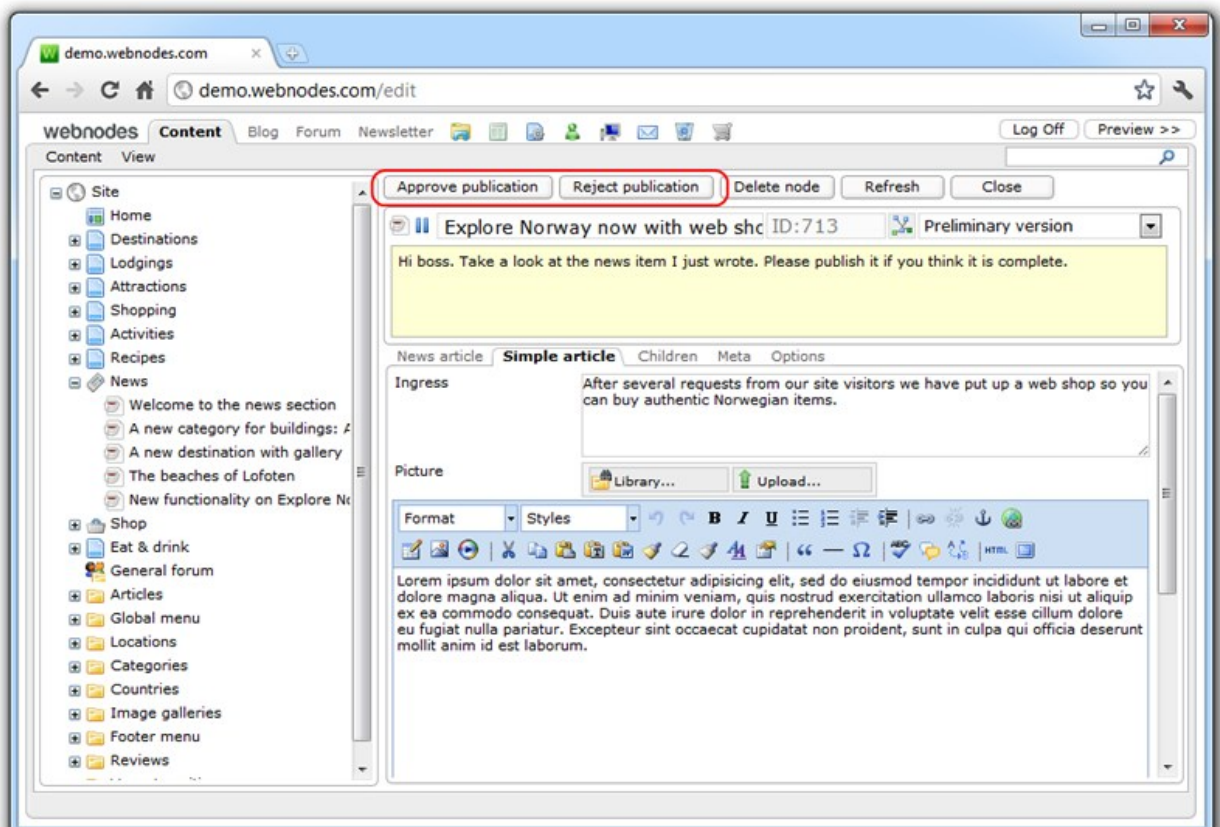 demo.webnodes.com
demo.webnodes.com/edit
webnodes Content Blog Forum Newsletter Log Off Preview >>
Content View
Approve publication Reject publication Delete node Refresh Close
Site
Home
Destinations
Lodgings
Attractions
Shopping
Activities
Recipes
News
Welcome to the news section
A new category for buildings: A
A new destination with gallery
The beaches of Lofoten
New functionality on Explore No
Shop
Eat & drink
General forum
Articles
Global menu
Locations
Categories
Countries
Image galleries
Footer menu
Reviews
Explore Norway now with web sho ID:713 Preliminary version
Hi boss. Take a look at the news item I just wrote. Please publish it if you think it is complete.
News article Simple article Children Meta Options
Ingress
After several requests from our site visitors we have put up a web shop so you
can buy authentic Norwegian items.
Picture
Library... Upload...
Format Styles B I U
HTML
Lorem ipsum dolor sit amet, consectetur adipisicing elit, sed do eiusmod tempor incididunt ut labore et
dolore magna aliqua. Ut enim ad minim veniam, quis nostrud exercitation ullamco laboris nisi ut aliquip
ex ea commodo consequat. Duis aute irure dolor in reprehenderit in voluptate velit esse cillum dolore
eu fugiat nulla pariatur. Excepteur sint occaecat cupidatat non proident, sunt in culpa qui officia deserunt
mollit anim id est laborum.